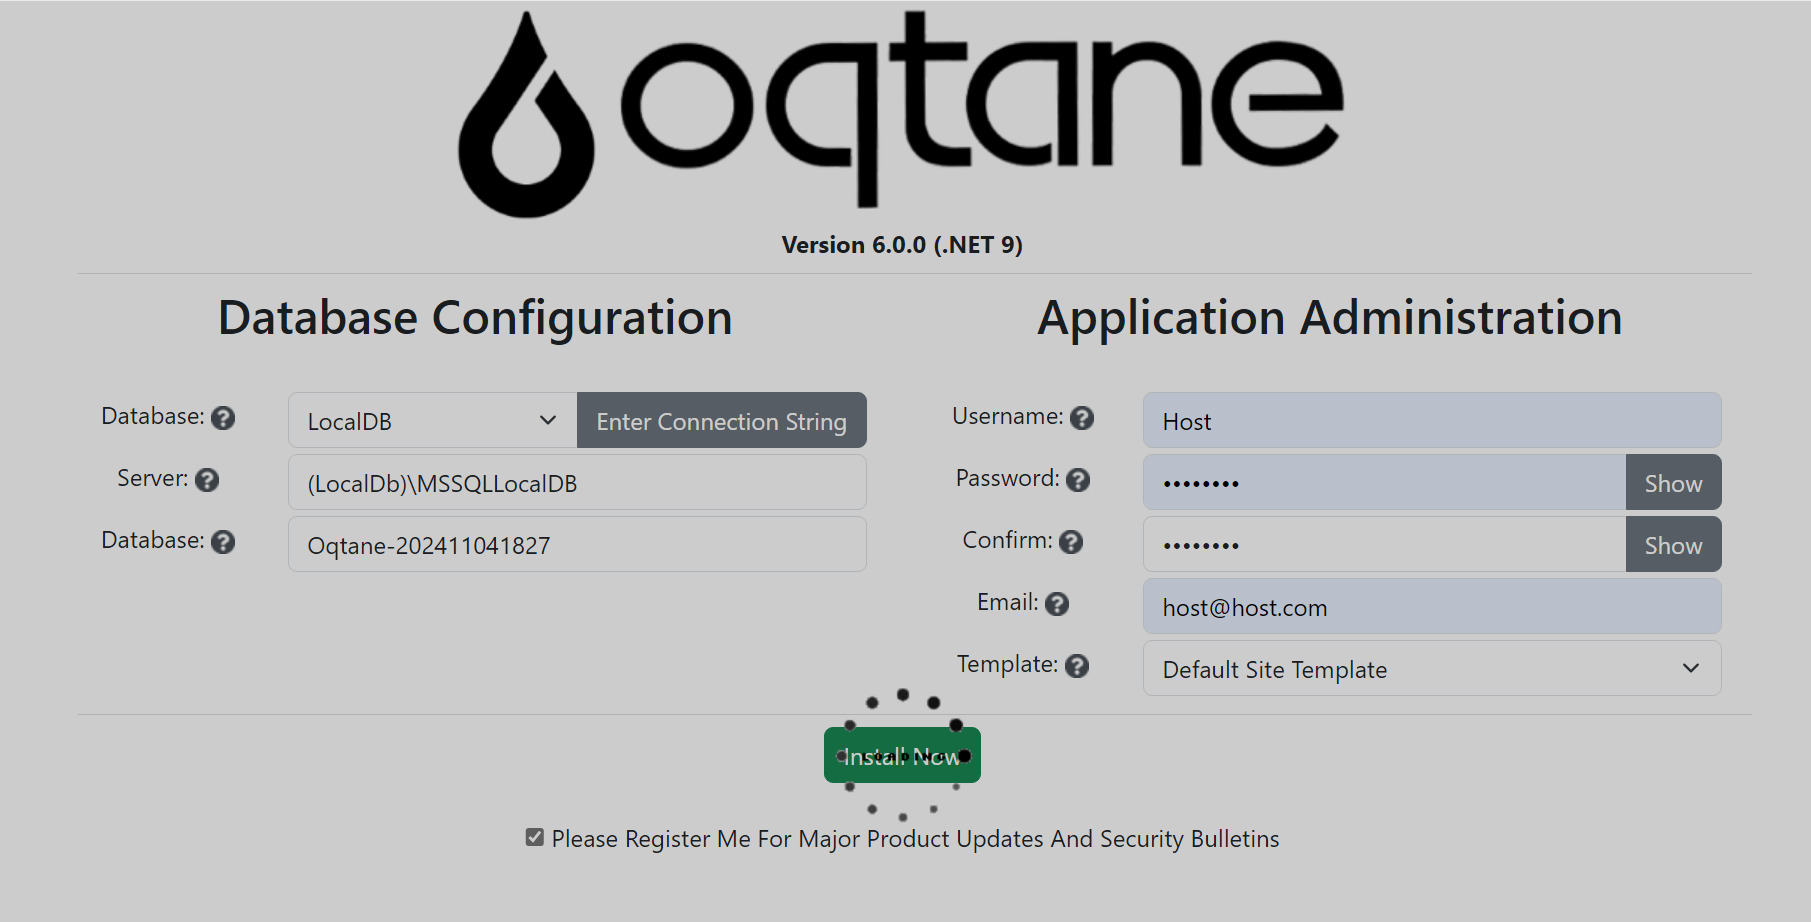 oqtane
Version 6.0.0 (.NET 9)
Database Configuration
Database: ?
LocalDB
Enter Connection String
Server: ?
(LocalDb)\MSSQLLocalDB
Database: ?
Oqtane-202411041827
Application Administration
Username: ?
Host
Password: ?
••••••••
Show
Confirm: ?
••••••••
Show
Email: ?
host@host.com
Template: ?
Default Site Template
Install Now
Please Register Me For Major Product Updates And Security Bulletins